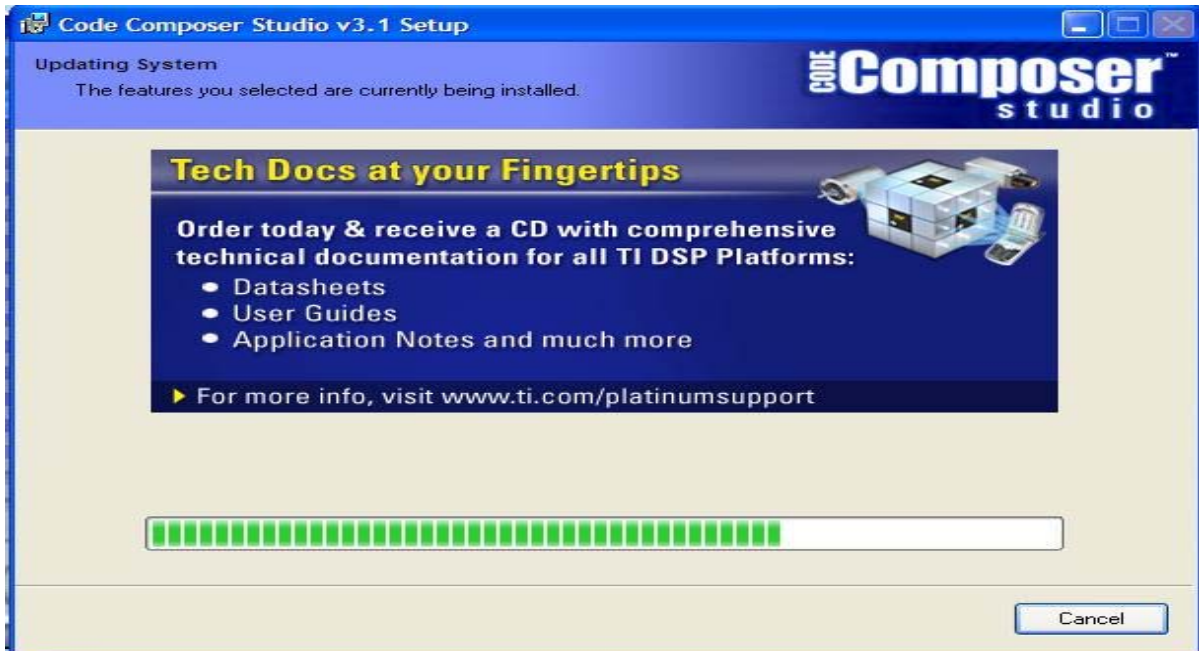 Code Composer Studio v3.1 Setup
Updating System
The features you selected are currently being installed.
CODE Composer™
studio
Tech Docs at your Fingertips
Order today & receive a CD with comprehensive
technical documentation for all TI DSP Platforms:
• Datasheets
• User Guides
• Application Notes and much more
For more info, visit www.ti.com/platinumsupport
Cancel